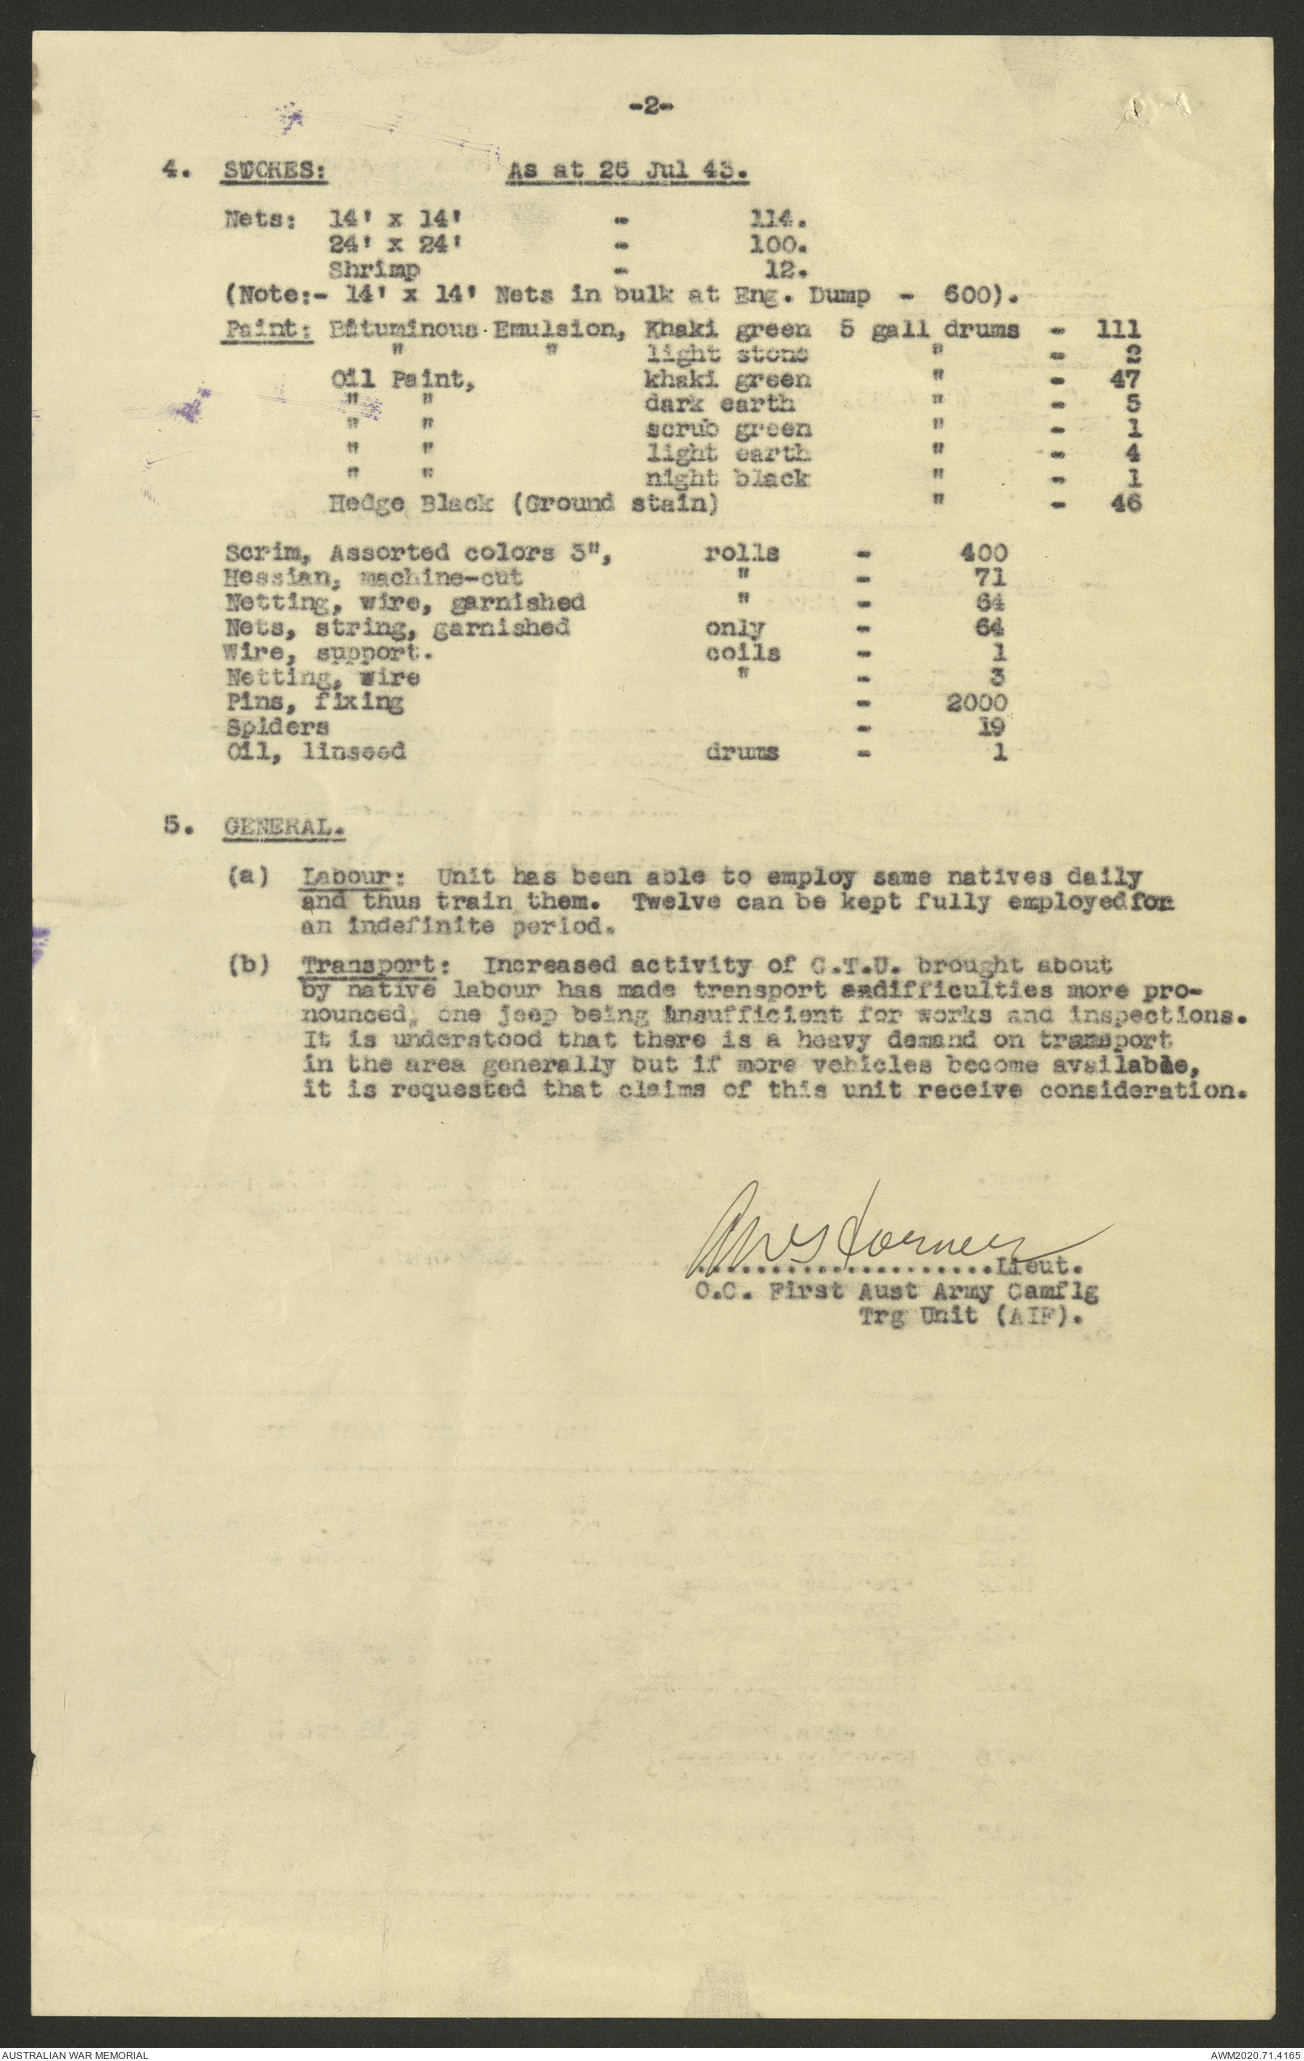 -2-
4. STORES: As at 26 Jul 43.
Nets: 14' x 14' - 114.
24' x 24' - 100.
Shrimp - 12.
(Note:- 14' x 14' Nets in bulk at Eng. Dump - 600).
Paint: Bituminous Emulsion, Khaki green 5 gall drums - 111
" " light stone " - 2
Oil Paint, khaki green " - 47
" " dark earth " - 5
" " scrub green " - 1
" " light earth " - 4
" " night black " - 1
Hedge Black (Ground stain) " - 46
Scrim, Assorted colors 3", rolls - 400
Hessian, machine-cut " - 71
Netting, wire, garnished " - 64
Nets, string, garnished only - 64
Wire, support. coils - 1
Netting, wire " - 3
Pins, fixing - 2000
Spiders - 19
Oil, linseed drums - 1
5. GENERAL.
(a) Labour: Unit has been able to employ same natives daily
and thus train them. Twelve can be kept fully employed for
an indefinite period.
(b) Transport: Increased activity of C.T.U. brought about
by native labour has made transport difficulties more pro-
nounced, one jeep being insufficient for works and inspections.
It is understood that there is a heavy demand on transport
in the area generally but if more vehicles become available,
it is requested that claims of this unit receive consideration.
....................Lieut.
O.C. First Aust Army Camflg
Trg Unit (AIF).
AUSTRALIAN WAR MEMORIAL AWM2020.71.4165